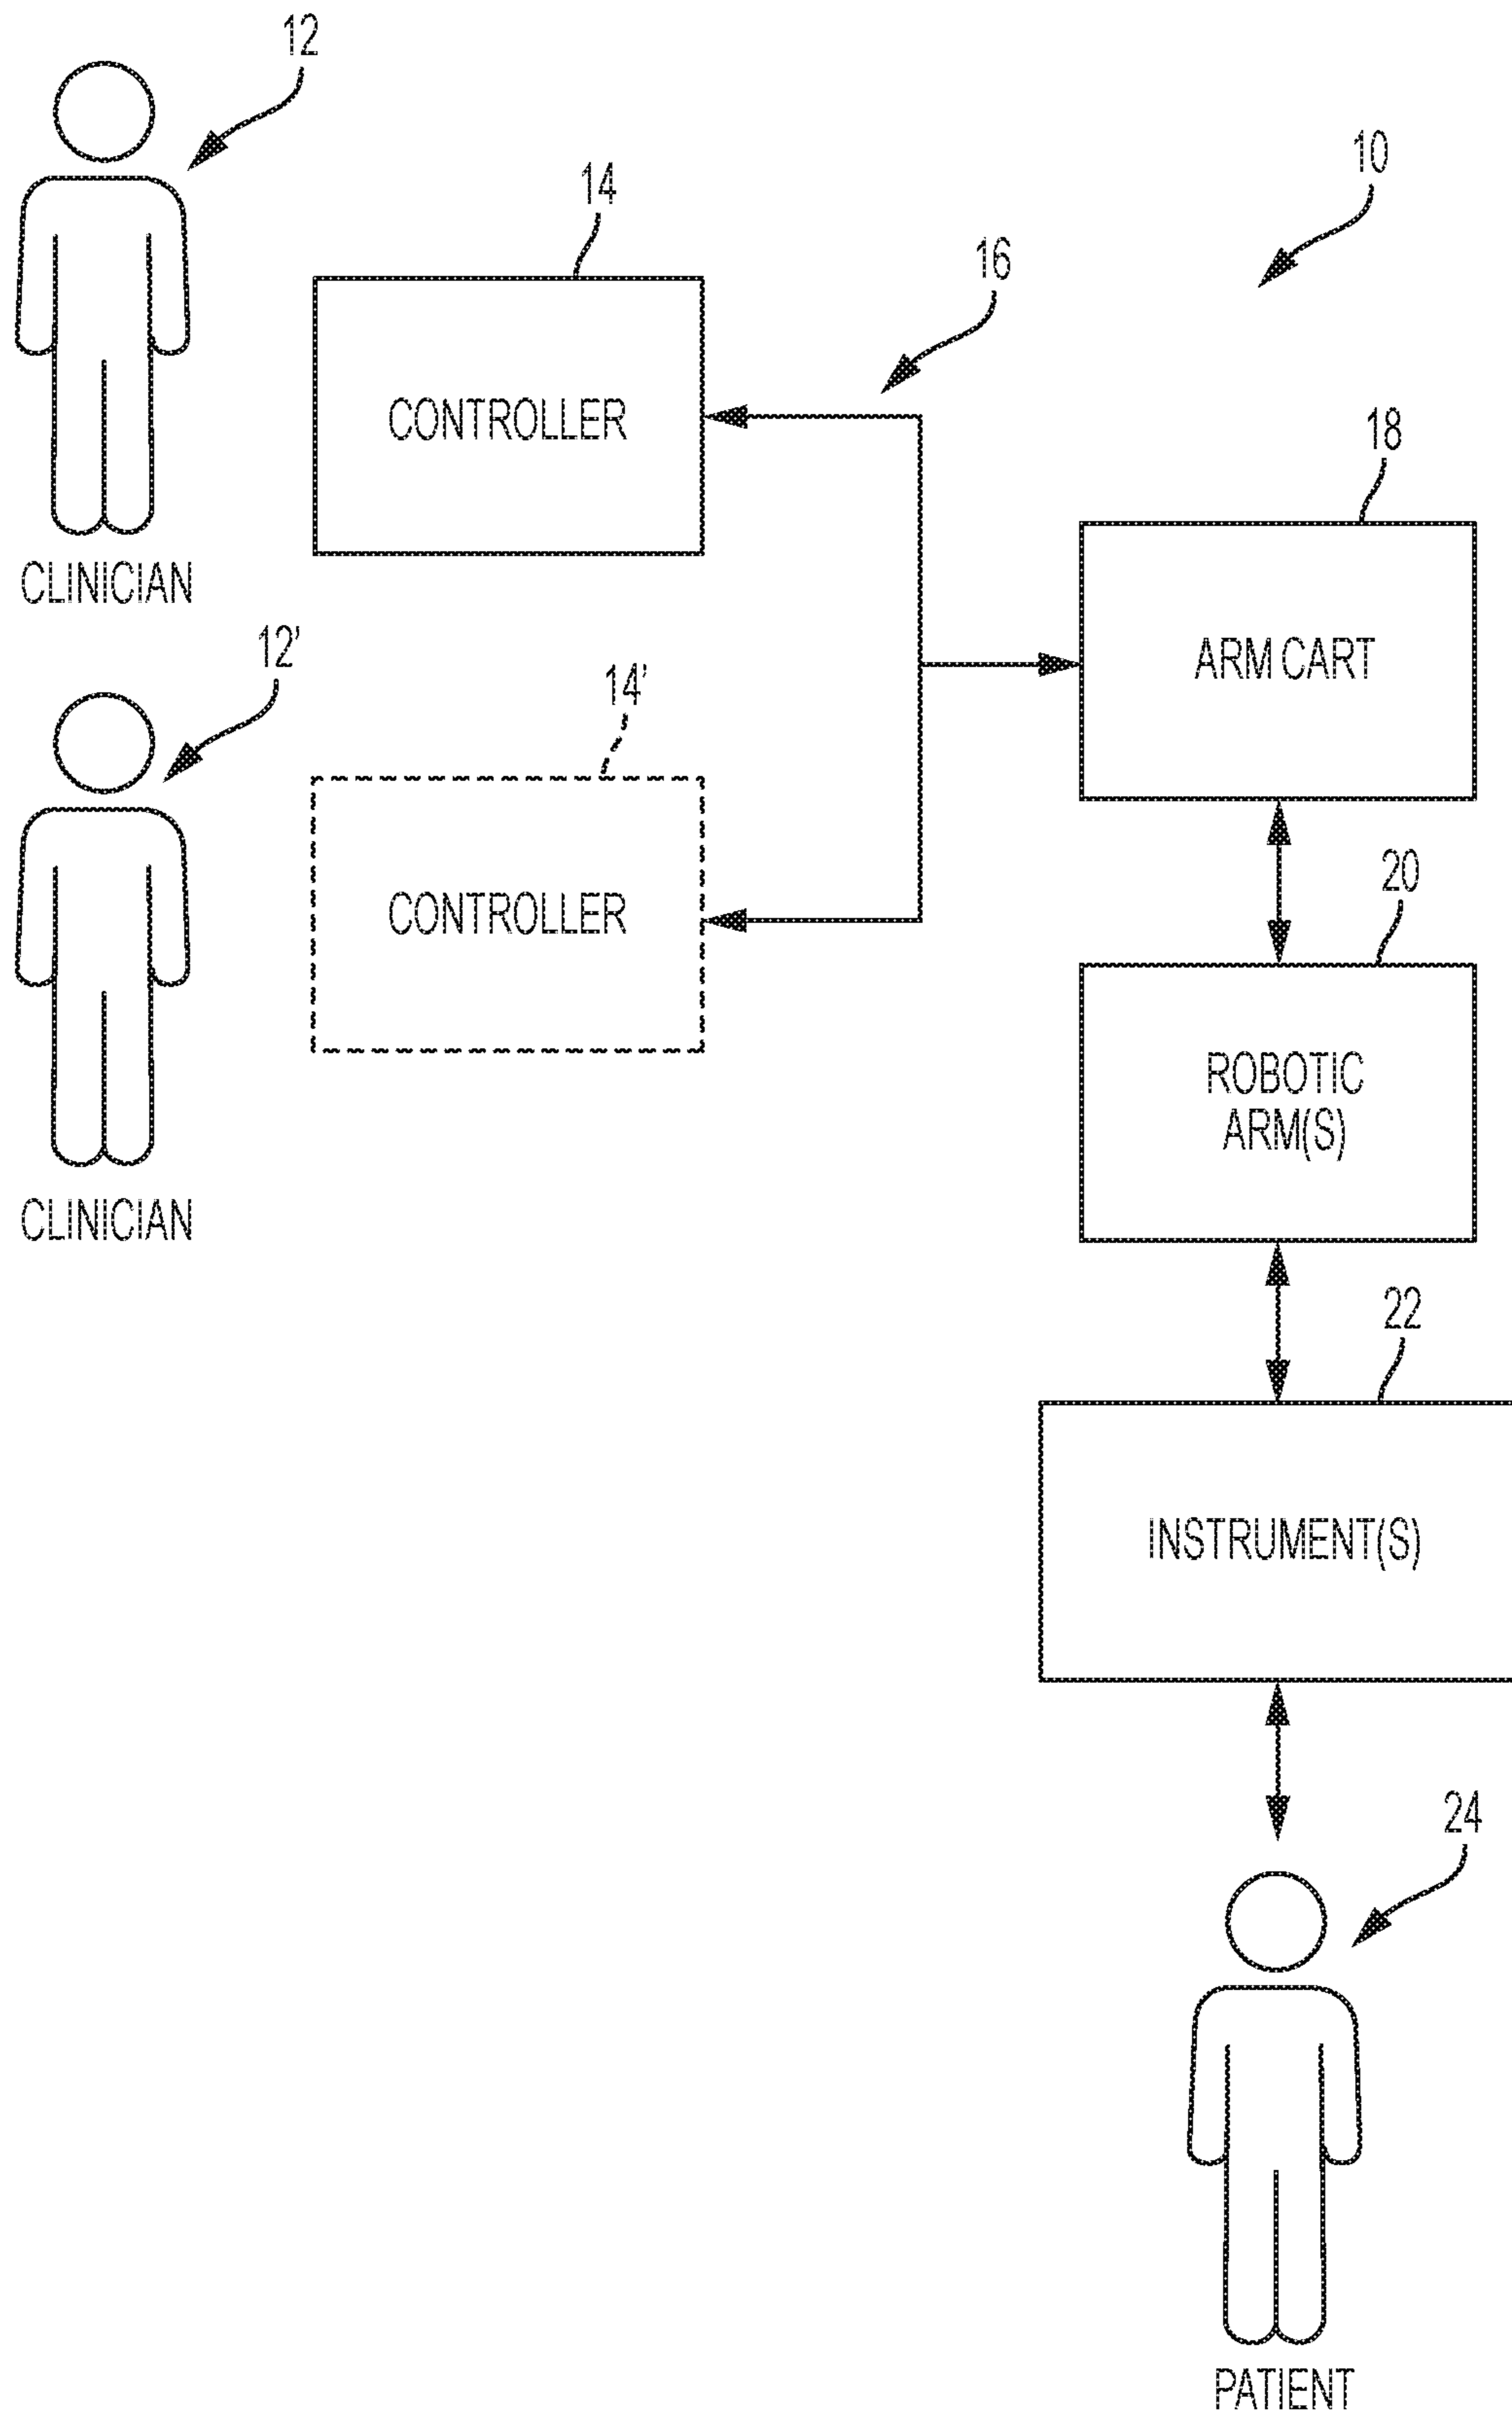 12
10
14
16
CONTROLLER
18
CLINICIAN
12'
ARM CART
14'
20
CONTROLLER
ROBOTIC
ARM(S)
CLINICIAN
22
INSTRUMENT(S)
24
PATIENT